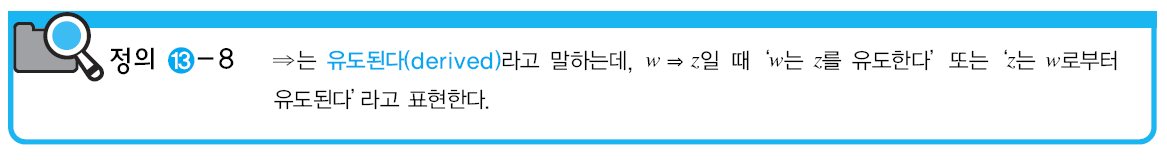 정의 13-8 ⇒는 유도된다(derived)라고 말하는데, w ⇒ z일 때 ‘w는 z를 유도한다’ 또는 ‘z는 w로부터
유도된다’라고 표현한다.